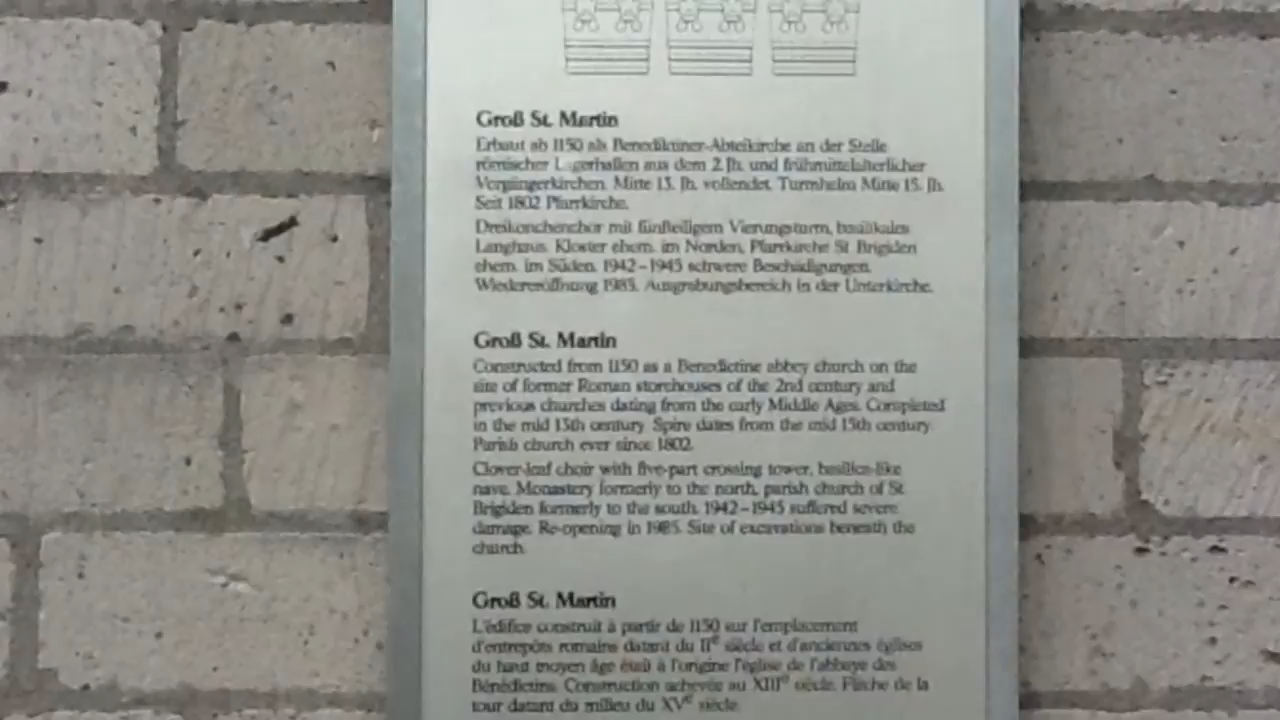 Groß St. Martin
Erbaut ab 1150 als Benediktiner-Abteikirche an der Stelle
römischer Lagerhallen aus dem 2. Jh. und frühmittelalterlicher
Vorgängerkirchen. Mitte 13. Jh. vollendet. Turmhelm Mitte 15. Jh.
Seit 1802 Pfarrkirche.
Dreikonchenchor mit fünfteiligem Vierungsturm, basilikales
Langhaus. Kloster ehem. im Norden, Pfarrkirche St. Brigiden
ehem. im Süden. 1942–1945 schwere Beschädigungen.
Wiedereröffnung 1985. Ausgrabungsbereich in der Unterkirche.
Groß St. Martin
Constructed from 1150 as a Benedictine abbey church on the
site of former Roman storehouses of the 2nd century and
previous churches dating from the early Middle Ages. Completed
in the mid 13th century. Spire dates from the mid 15th century.
Parish church ever since 1802.
Clover-leaf choir with five-part crossing tower, basilica-like
nave. Monastery formerly to the north, parish church of St.
Brigiden formerly to the south. 1942–1945 suffered severe
damage. Re-opening in 1985. Site of excavations beneath the
church.
Groß St. Martin
L'édifice construit à partir de 1150 sur l'emplacement
d'entrepôts romains datant du IIe siècle et d'anciennes églises
du haut moyen âge était à l'origine l'église de l'abbaye des
Bénédictins. Construction achevée au XIIIe siècle. Flèche de la
tour datant du milieu du XVe siècle.